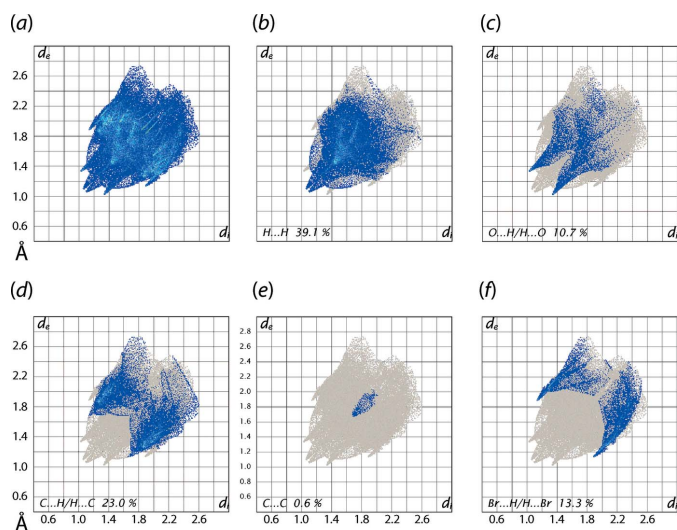 (a)
(b)
(c)
de
2.6
2.2
1.8
1.4
1.0
0.6
Å
di
de
H...H 39.1 %
di
de
O...H/H...O 10.7 %
di
(d)
(e)
(f)
de
2.6
2.2
1.8
1.4
1.0
0.6
Å
C...H/H...C 23.0 %
di
0.6 1.0 1.4 1.8 2.2 2.6
de
2.8
2.6
2.4
2.2
2.0
1.8
1.6
1.4
1.2
1.0
0.8
0.6
C...C 0.6 %
di
0.6 1.0 1.4 1.8 2.2 2.6
de
Br...H/H...Br 13.3 %
di
0.6 1.0 1.4 1.8 2.2 2.6